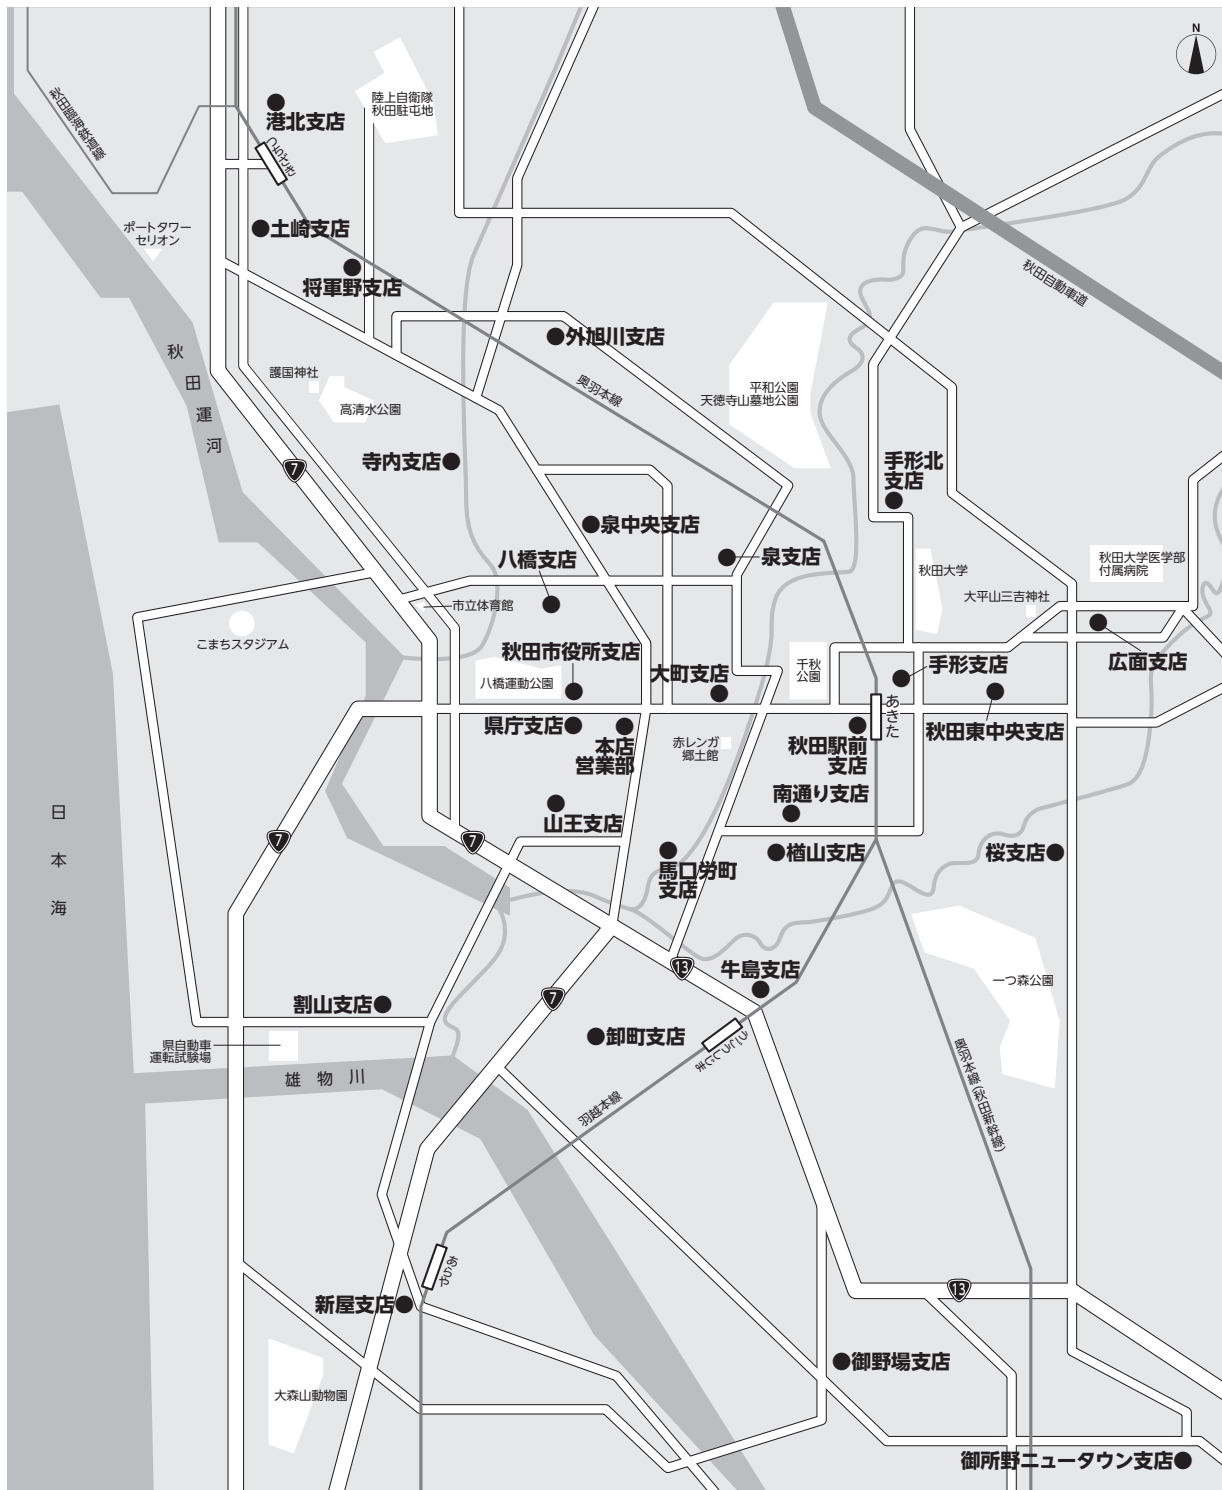 N
陸上自衛隊
秋田駐屯地
秋田臨海鉄道線
港北支店
つちざき
ポートタワー
セリオン
土崎支店
将軍野支店
秋田自動車道
外旭川支店
秋田運河
護国神社
高清水公園
奥羽本線
平和公園
天徳寺山墓地公園
寺内支店
7
手形北
支店
泉中央支店
八橋支店
泉支店
秋田大学
秋田大学医学部
付属病院
大平山三吉神社
市立体育館
こまちスタジアム
秋田市役所支店
八橋運動公園
大町支店
千秋
公園
手形支店
広面支店
県庁支店
本店
営業部
赤レンガ
郷土館
秋田駅前
支店
あきた
秋田東中央支店
南通り支店
日本海
山王支店
7
7
馬口労町
支店
楢山支店
桜支店
牛島支店
13
一つ森公園
割山支店
7
卸町支店
うごうしじま
県自動車
運転試験場
雄物川
羽越本線
奥羽本線(秋田新幹線)
あらや
新屋支店
13
御野場支店
大森山動物園
御所野ニュータウン支店